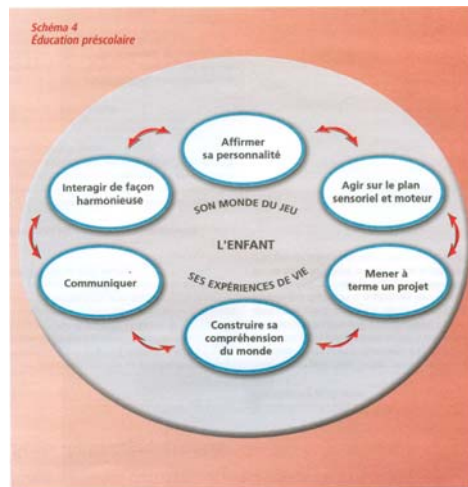 Schéma 4
Éducation préscolaire
Affirmer
sa personnalité
Interagir de façon
harmonieuse
Agir sur le plan
sensoriel et moteur
SON MONDE DU JEU
L'ENFANT
SES EXPÉRIENCES DE VIE
Communiquer
Mener à
terme un projet
Construire sa
compréhension
du monde